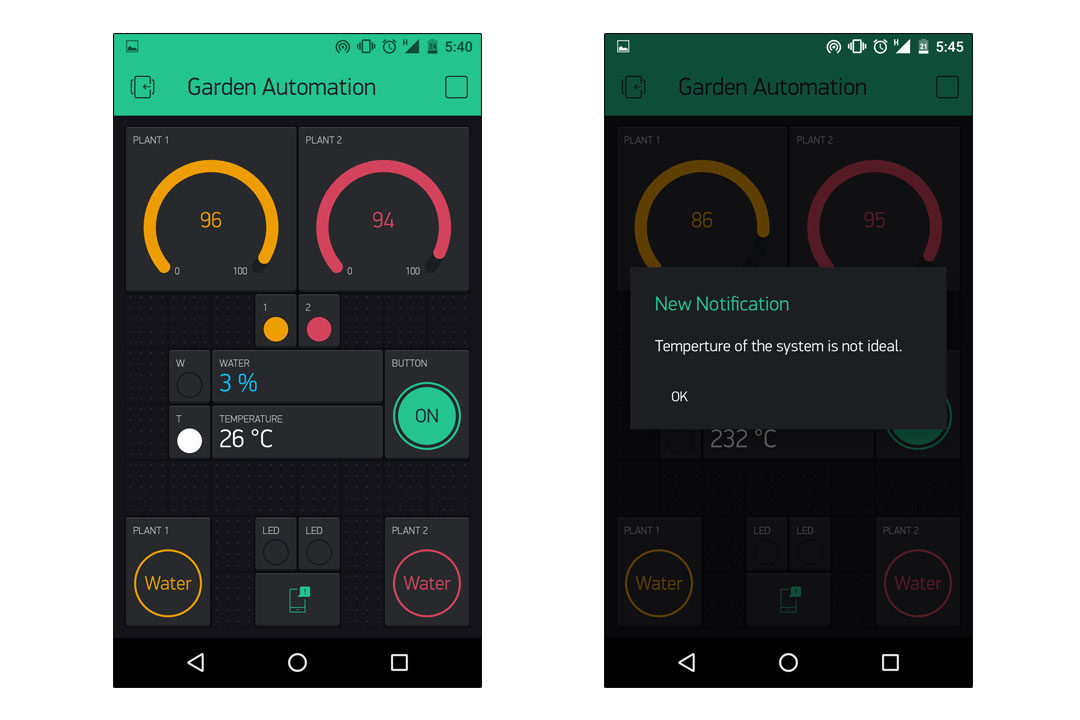 H 24 5:40
Garden Automation
PLANT 1
PLANT 2
96
94
0 100
0 100
1
2
W
WATER
3 %
BUTTON
ON
T
TEMPERATURE
26 °C
PLANT 1
LED
LED
PLANT 2
Water
Water
H 21 5:45
Garden Automation
PLANT 1
PLANT 2
86
95
New Notification
Temperture of the system is not ideal.
OK
232 °C
PLANT 1
LED
LED
PLANT 2
Water
Water